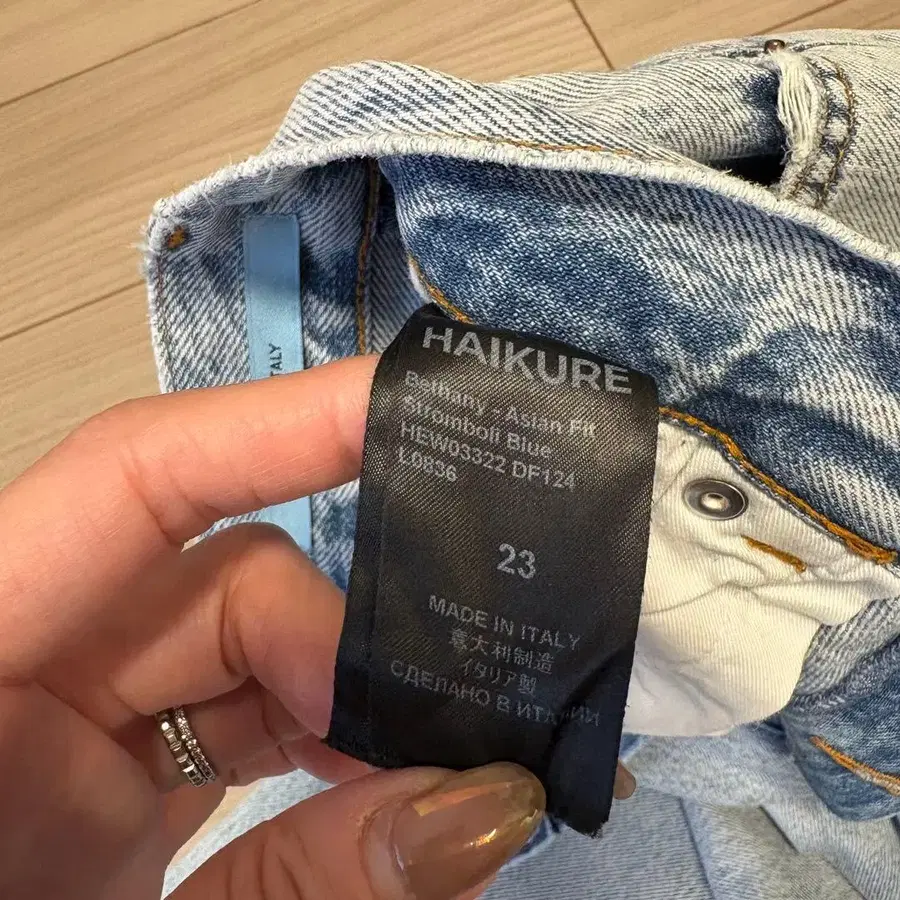 HAIKURE
Bethany - Asian Fit
Stromboli Blue
HEW03322 DF124
L0836
23
MADE IN ITALY
意大利制造
イタリア製
СДЕЛАНО В ИТАЛИИ
ITALY